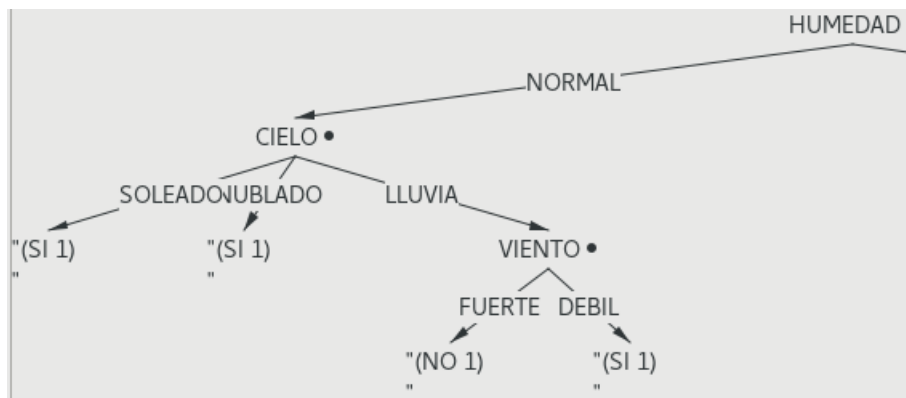 HUMEDAD
NORMAL
CIELO •
SOLEADO NUBLADO LLUVIA
"(SI 1) "(SI 1) VIENTO •
" "
FUERTE DEBIL
"(NO 1) "(SI 1)
" "